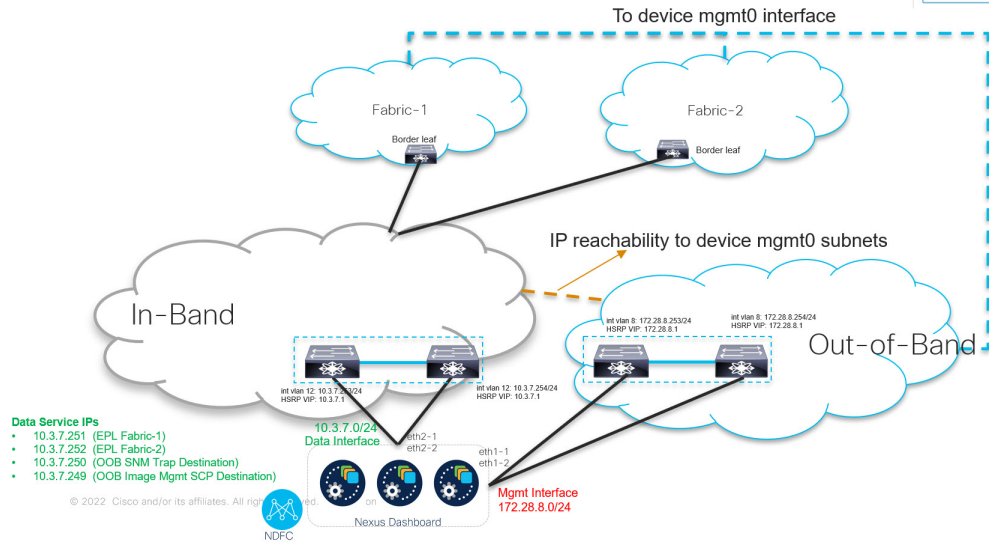 To device mgmt0 interface
Fabric-1
Fabric-2
Border leaf
Border leaf
IP reachability to device mgmt0 subnets
In-Band
int vlan 8: 172.28.8.253/24
HSRP VIP: 172.28.8.1
int vlan 8: 172.28.8.254/24
HSRP VIP: 172.28.8.1
Out-of-Band
int vlan 12: 10.3.7.253/24
HSRP VIP: 10.3.7.1
int vlan 12: 10.3.7.254/24
HSRP VIP: 10.3.7.1
Data Service IPs
• 10.3.7.251 (EPL Fabric-1)
• 10.3.7.252 (EPL Fabric-2)
• 10.3.7.250 (OOB SNM Trap Destination)
• 10.3.7.249 (OOB Image Mgmt SCP Destination)
10.3.7.0/24
Data Interface
eth2-1
eth2-2
eth1-1
eth1-2
Mgmt Interface
172.28.8.0/24
© 2022 Cisco and/or its affiliates. All
Nexus Dashboard
NDFC